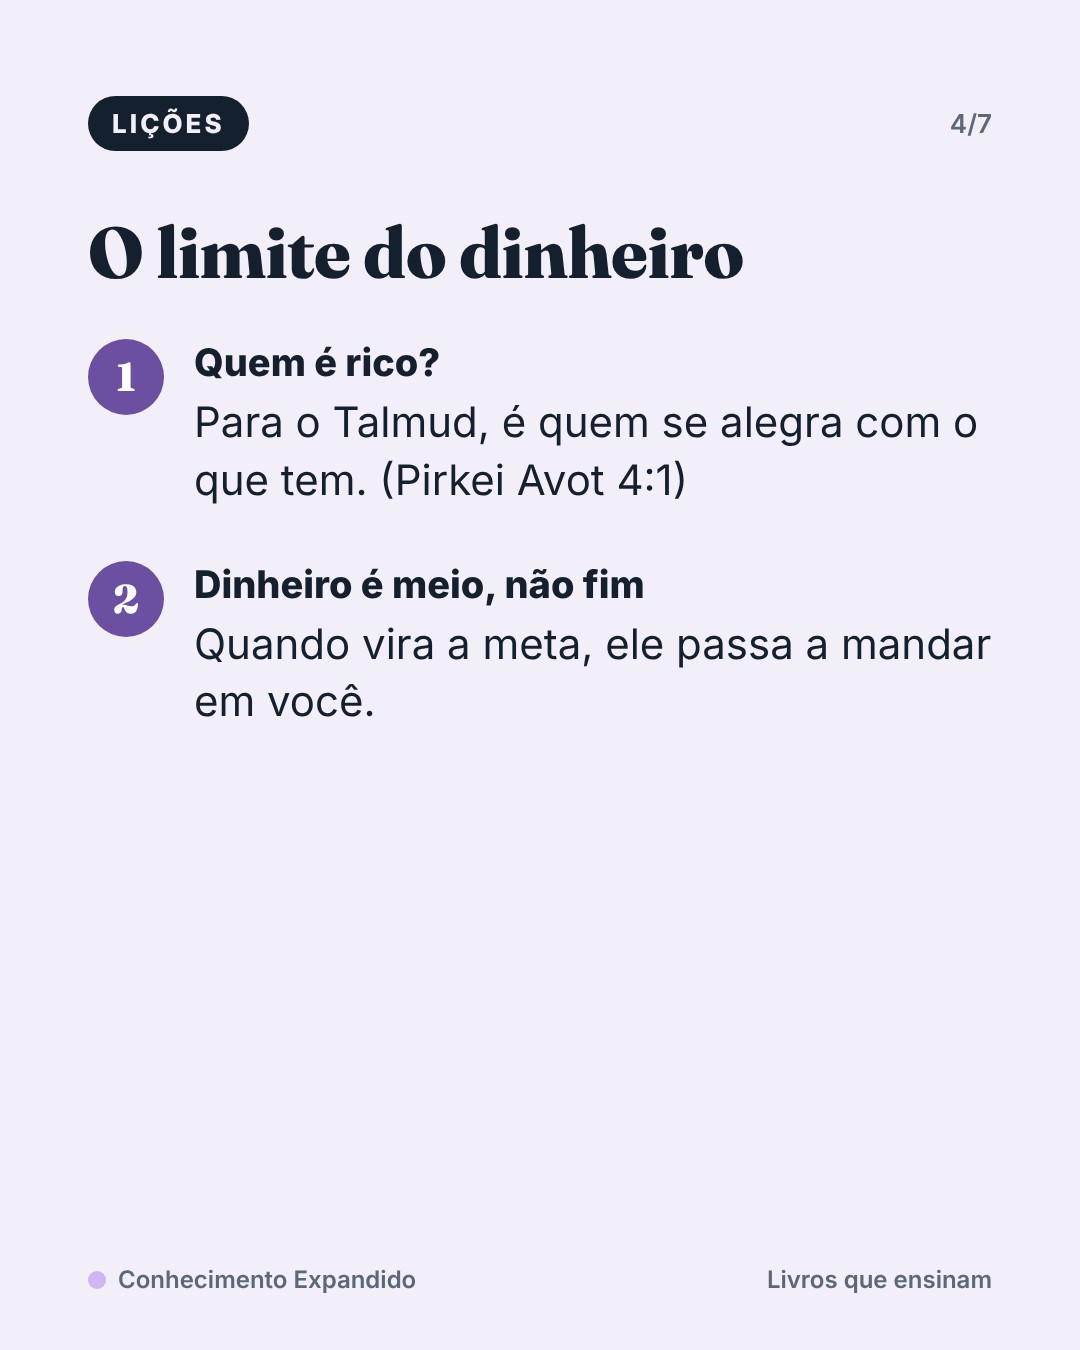 LIÇÕES
4/7
O limite do dinheiro
1
Quem é rico?
Para o Talmud, é quem se alegra com o
que tem. (Pirkei Avot 4:1)
2
Dinheiro é meio, não fim
Quando vira a meta, ele passa a mandar
em você.
Conhecimento Expandido
Livros que ensinam